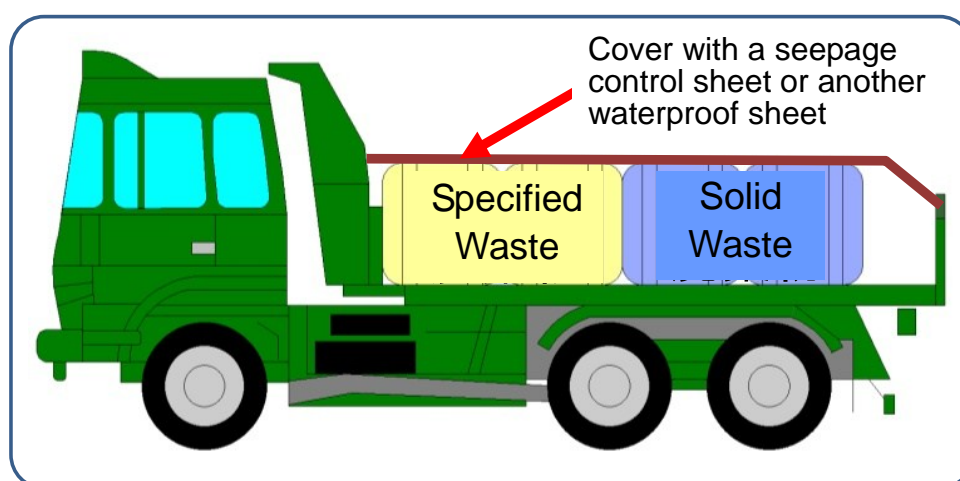 Cover with a seepage
control sheet or another
waterproof sheet
Specified
Waste
Solid
Waste